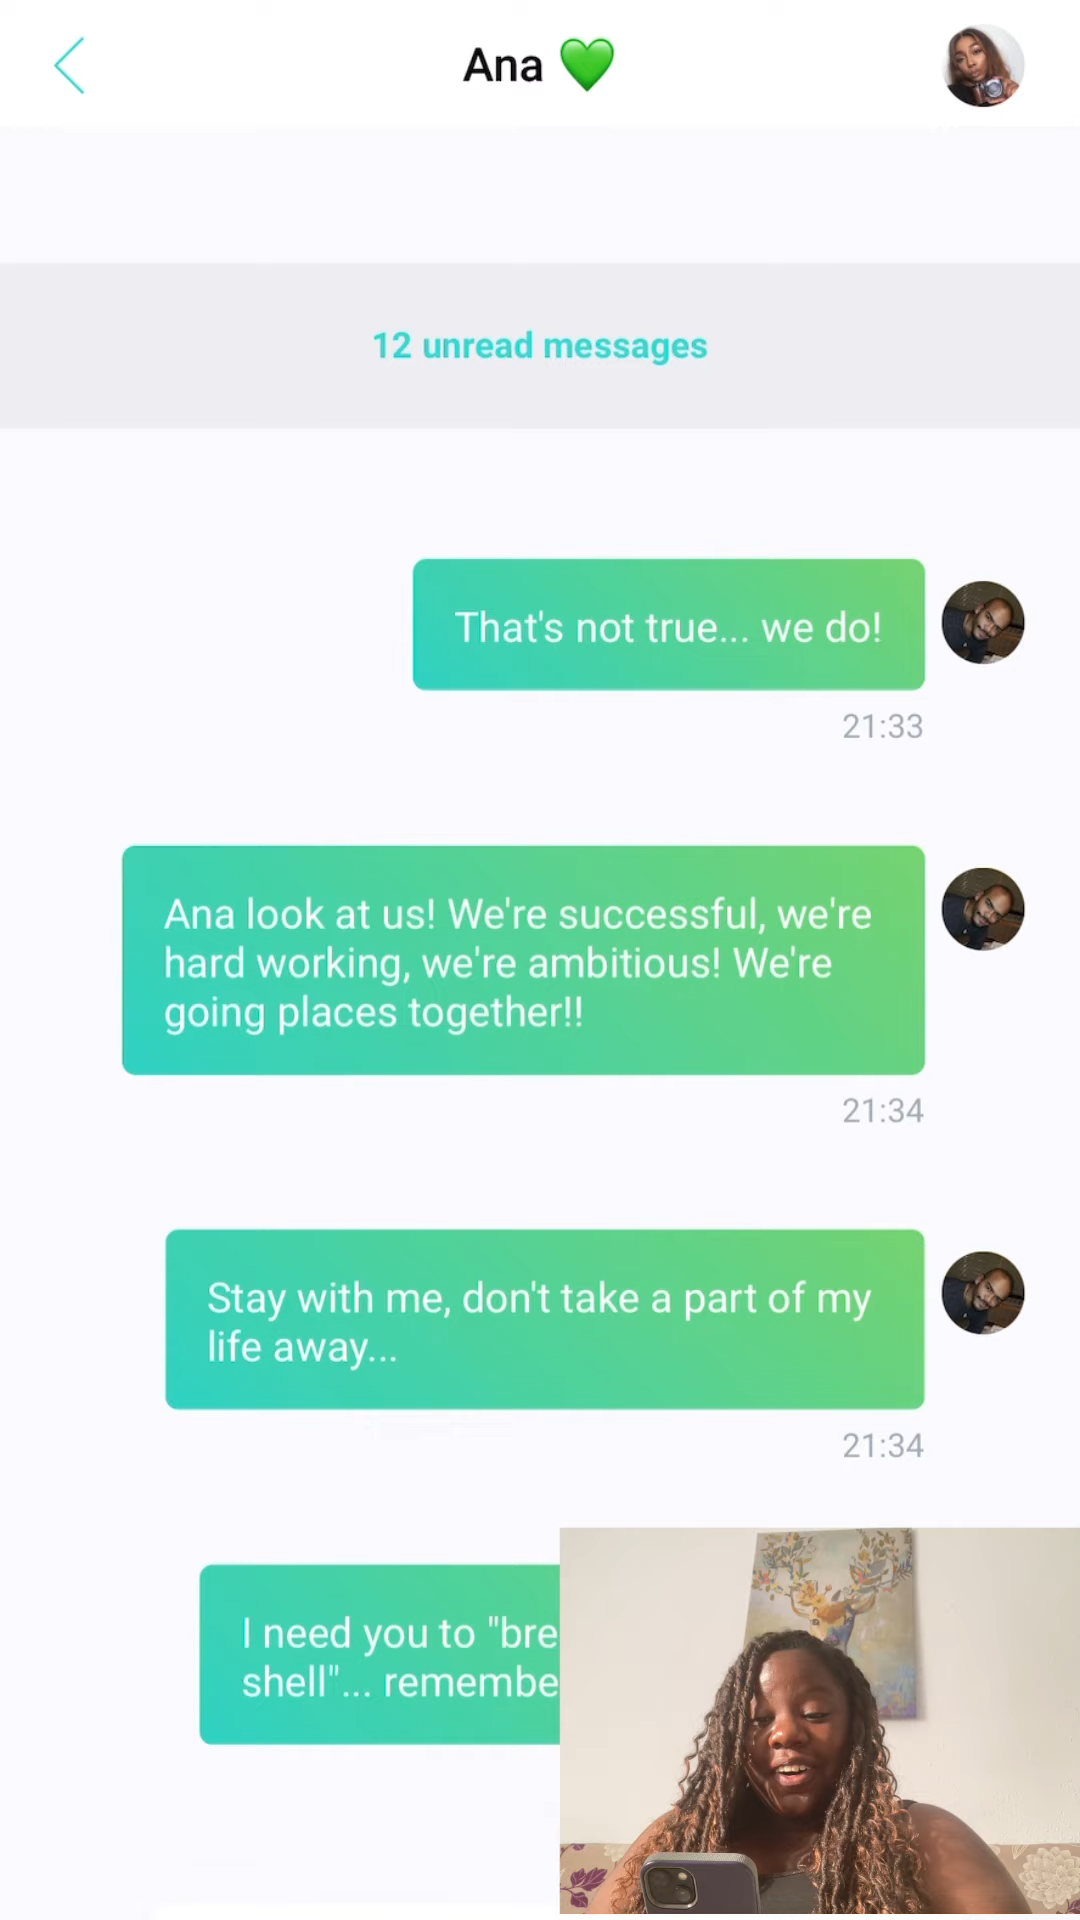 Ana 💚
12 unread messages
That's not true... we do!
21:33
Ana look at us! We're successful, we're
hard working, we're ambitious! We're
going places together!!
21:34
Stay with me, don't take a part of my
life away...
21:34
I need you to "bre
shell"... remembe